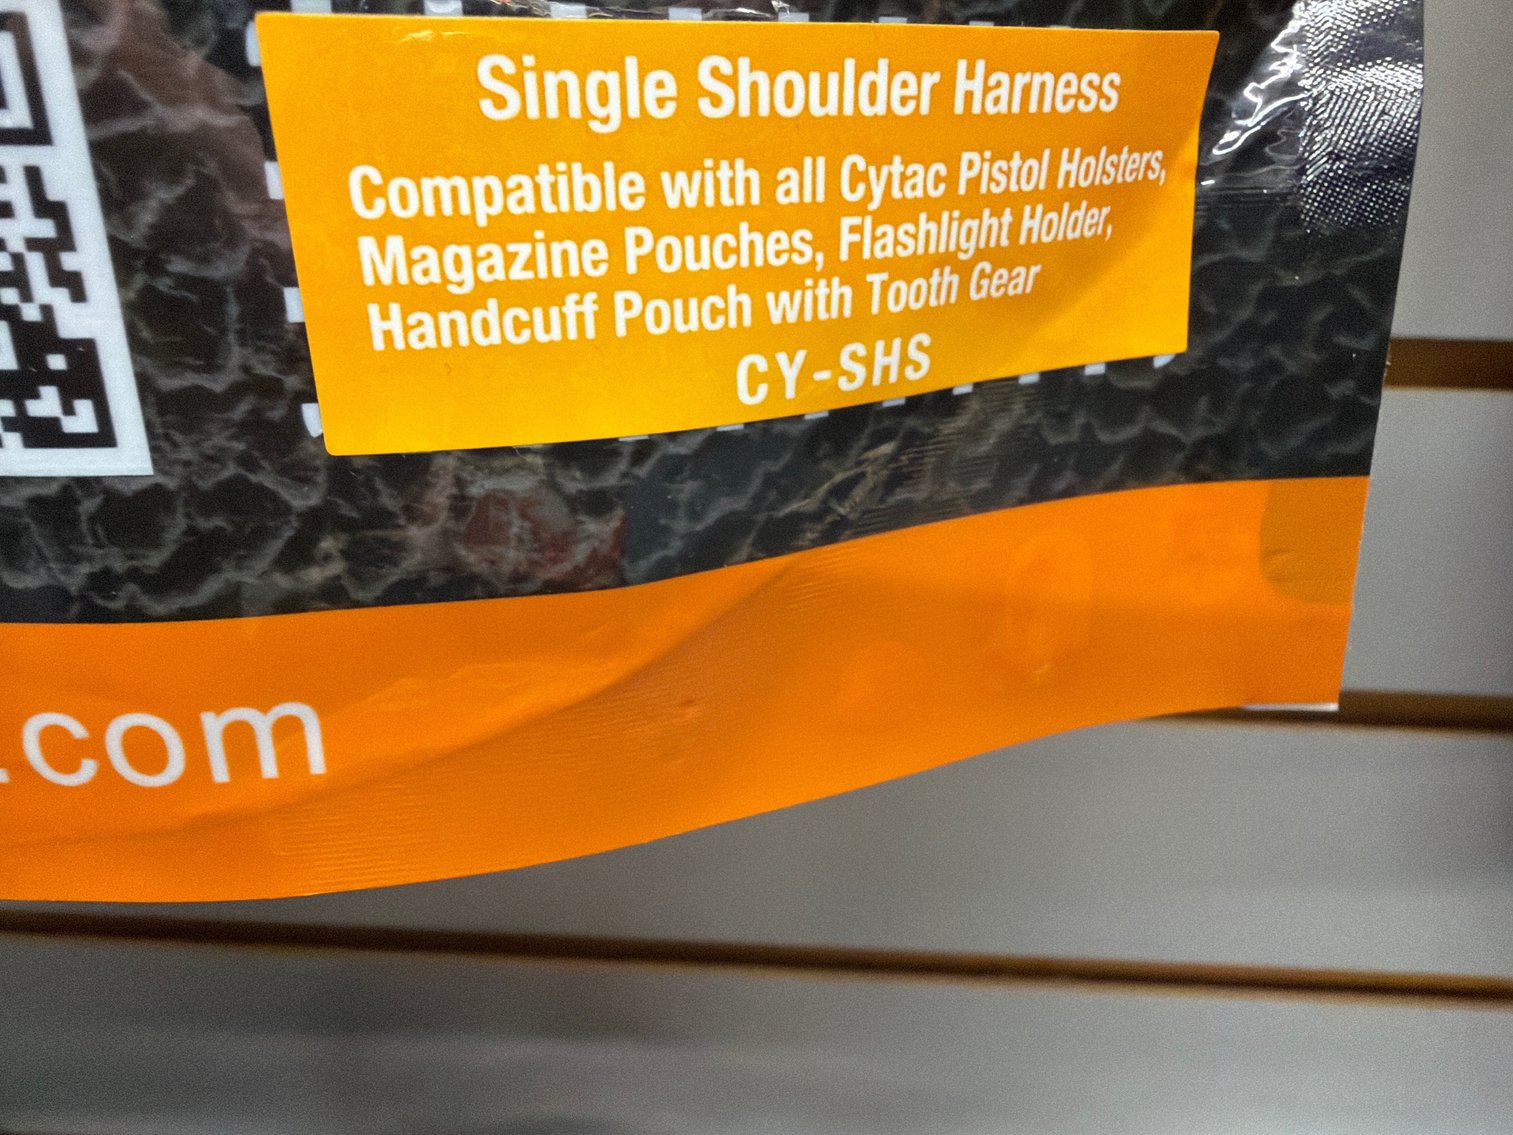 Single Shoulder Harness
Compatible with all Cytac Pistol Holsters,
Magazine Pouches, Flashlight Holder,
Handcuff Pouch with Tooth Gear
CY-SHS
.com